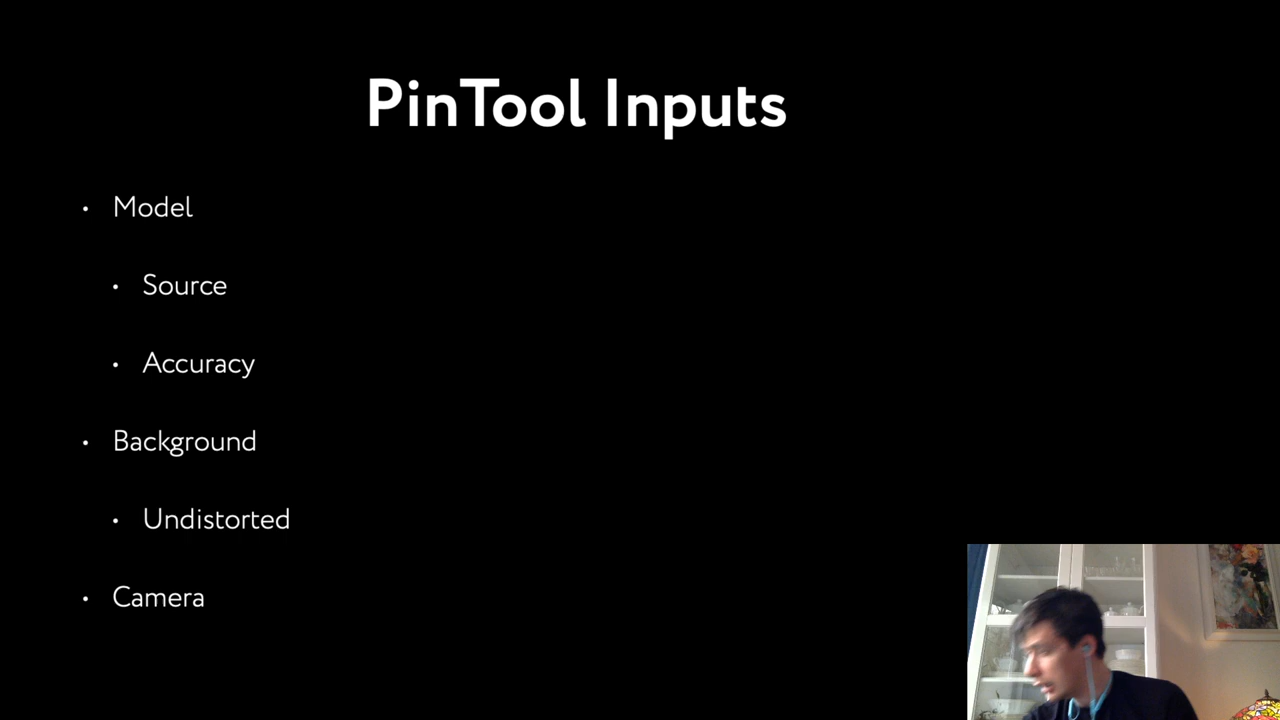 PinTool Inputs
• Model
• Source
• Accuracy
• Background
• Undistorted
• Camera